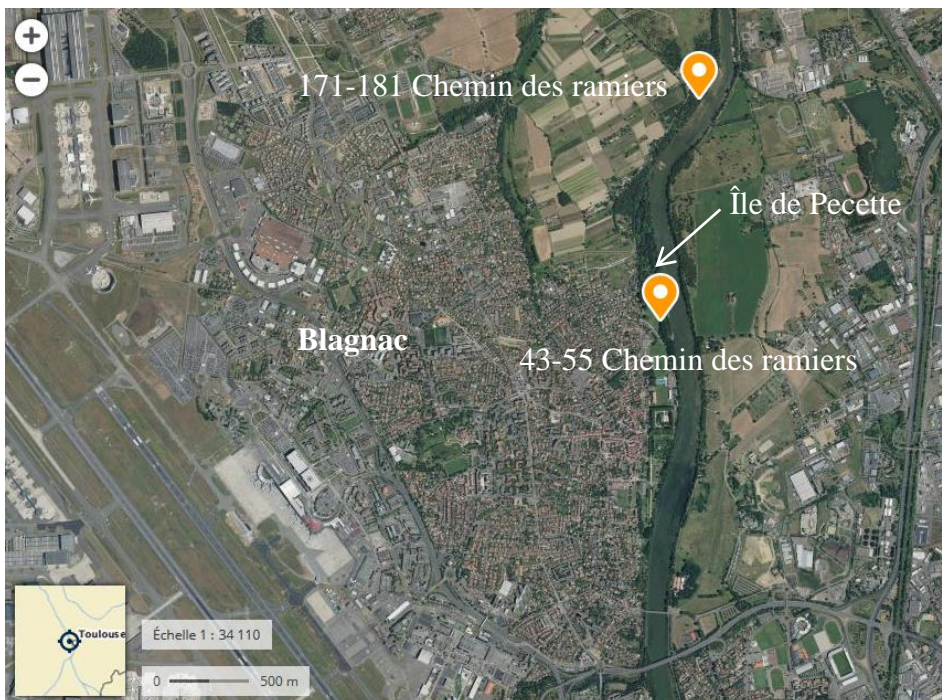 +
−
171-181 Chemin des ramiers
Île de Pecette
Blagnac
43-55 Chemin des ramiers
Toulouse
Échelle 1 : 34 110
0 500 m